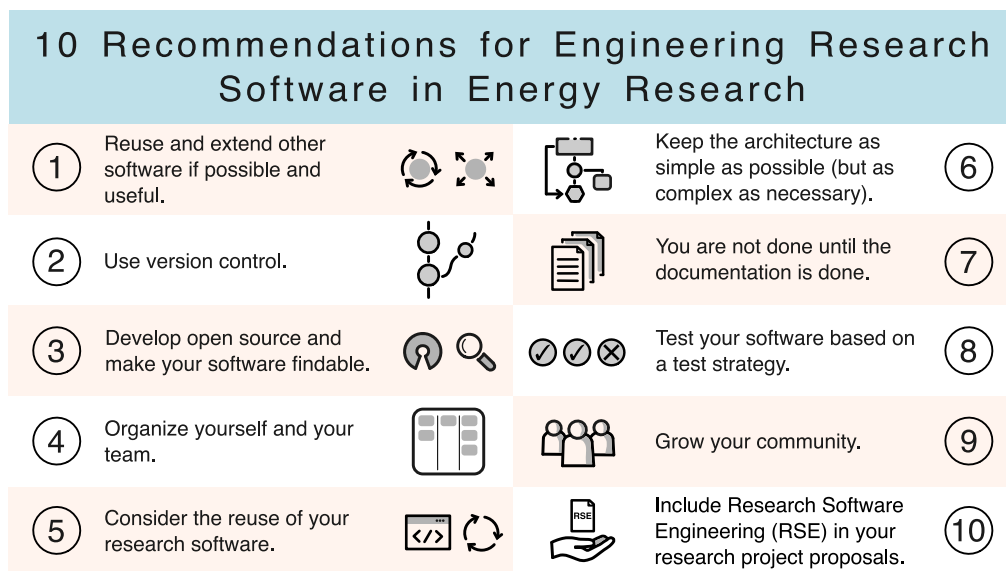 10 Recommendations for Engineering Research
Software in Energy Research
1
Reuse and extend other
software if possible and
useful.
2
Use version control.
3
Develop open source and
make your software findable.
4
Organize yourself and your
team.
5
Consider the reuse of your
research software.
</>
Keep the architecture as
simple as possible (but as
complex as necessary).
6
You are not done until the
documentation is done.
7
Test your software based on
a test strategy.
8
Grow your community.
9
RSE
Include Research Software
Engineering (RSE) in your
research project proposals.
10